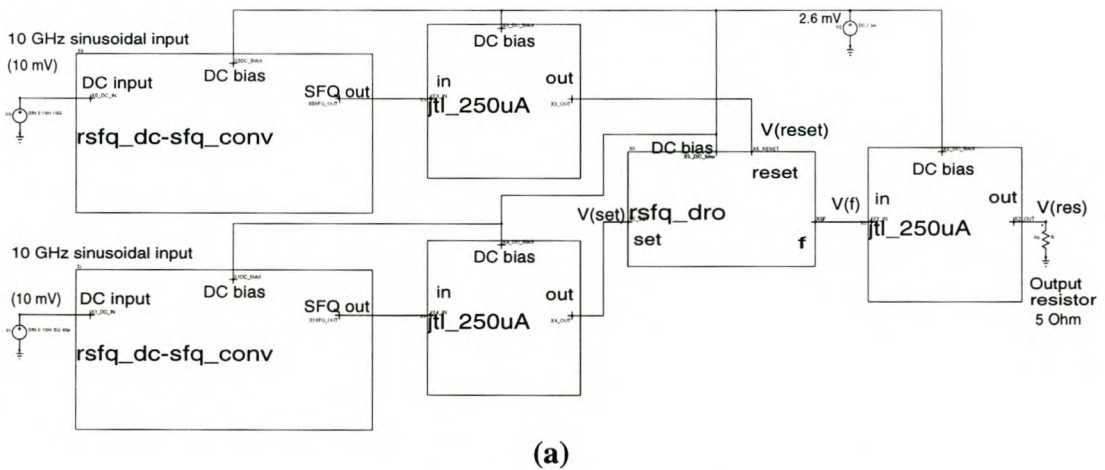 2.6 mV
10 GHz sinusoidal input
(10 mV)
DC input
DC bias
SFQ out
rsfq_dc-sfq_conv
DC bias
in
out
jtl_250uA
V(reset)
DC bias
reset
V(set)
rsfq_dro
set
f
V(f)
DC bias
in
out
jtl_250uA
V(res)
Output
resistor
5 Ohm
10 GHz sinusoidal input
(10 mV)
DC input
DC bias
SFQ out
rsfq_dc-sfq_conv
DC bias
in
out
jtl_250uA
(a)